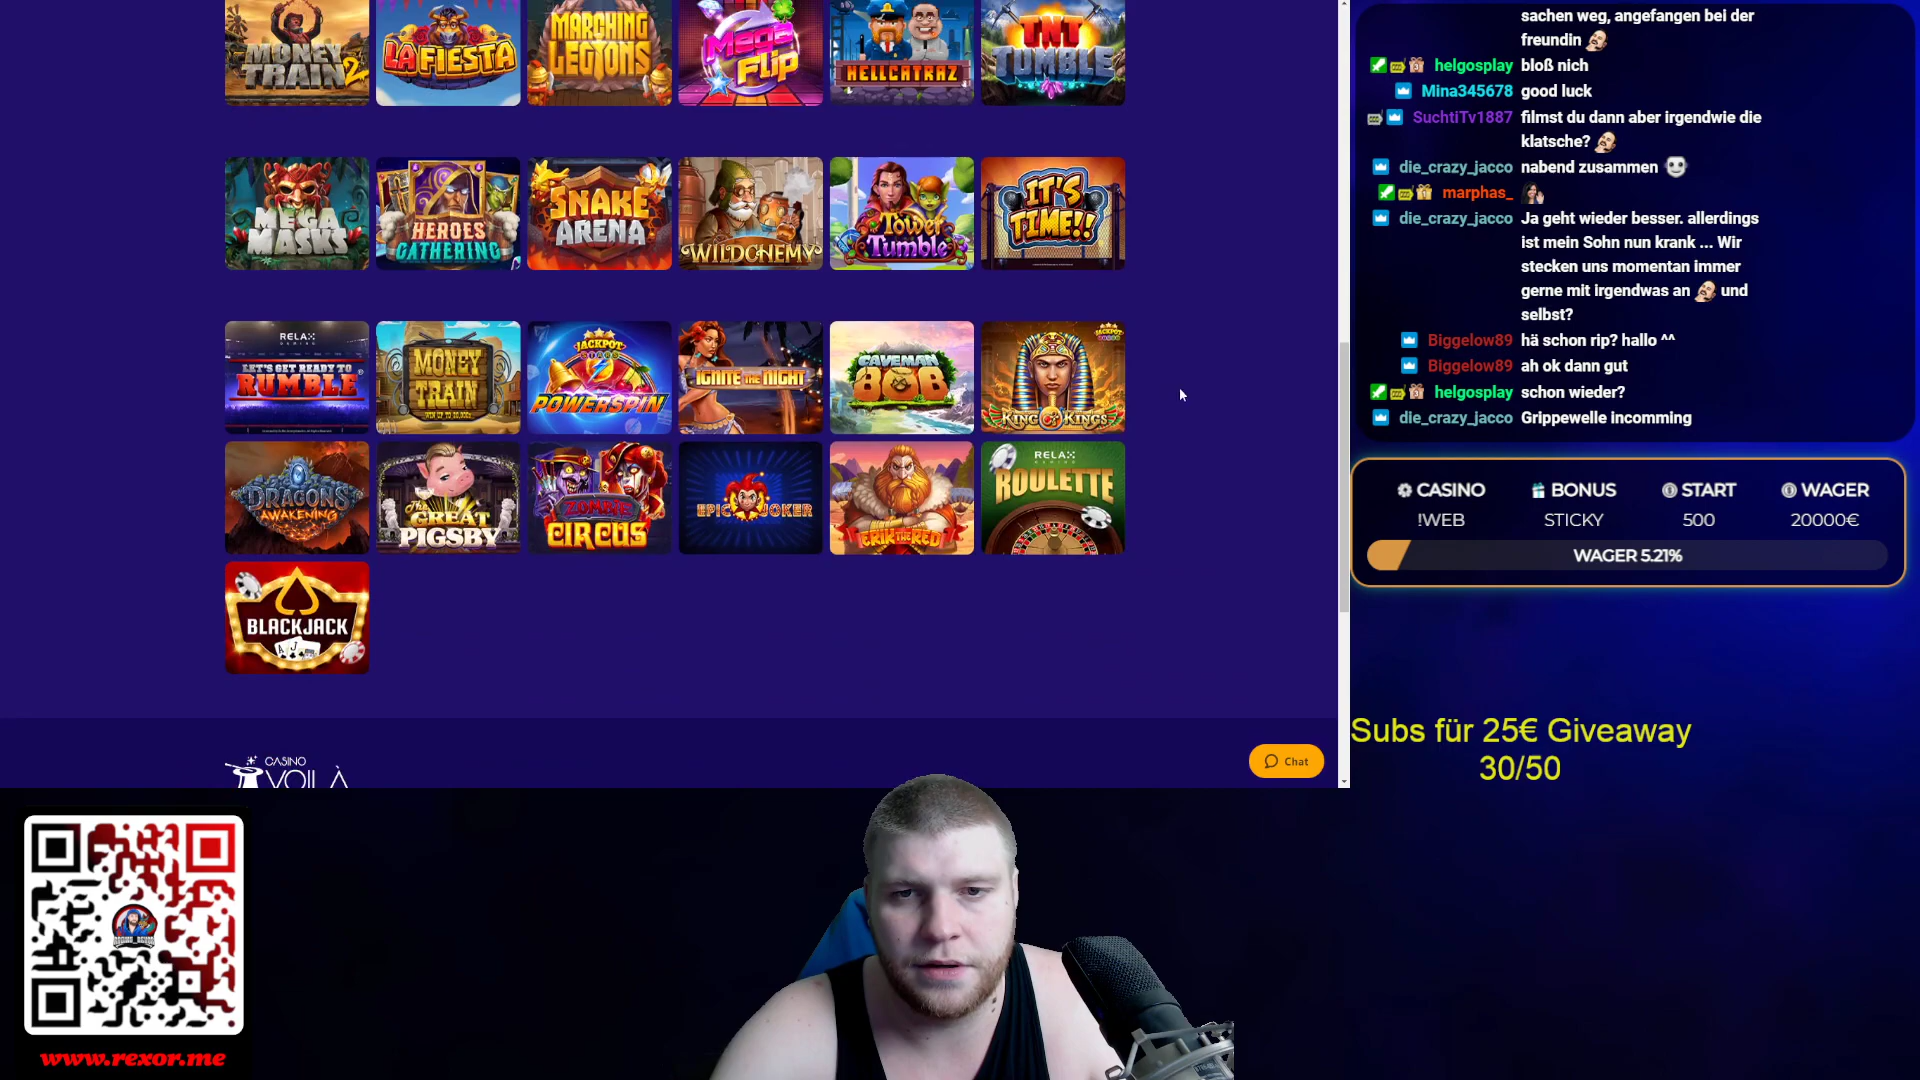 MONEY TRAIN 2
LA FIESTA
MARCHING LEGIONS
Mega Flip
HELLCATRAZ
TNT TUMBLE
MEGA MASKS
HEROES GATHERING
SNAKE ARENA
WILDCHEMY
Tower Tumble
IT'S TIME!!
RELAX GAMING
LET'S GET READY TO
RUMBLE
MONEY TRAIN
JACKPOT
POWERSPIN
IGNITE THE NIGHT
CAVEMAN BOB
JACKPOT
KING OF KINGS
DRAGONS AWAKENING
The GREAT PIGSBY
ZOMBIE CIRCUS
EPIC JOKER
ERIK THE RED
RELAX GAMING
ROULETTE
BLACKJACK
CASINO
VOILÀ
Chat
www.rexor.me
sachen weg, angefangen bei der
freundin
helgosplay bloß nich
Mina345678 good luck
SuchtiTv1887 filmst du dann aber irgendwie die
klatsche?
die_crazy_jacco nabend zusammen
marphas_
die_crazy_jacco Ja geht wieder besser. allerdings
ist mein Sohn nun krank ... Wir
stecken uns momentan immer
gerne mit irgendwas an und
selbst?
Biggelow89 hä schon rip? hallo ^^
Biggelow89 ah ok dann gut
helgosplay schon wieder?
die_crazy_jacco Grippewelle incomming
CASINO BONUS START WAGER
!WEB STICKY 500 20000€
WAGER 5.21%
Subs für 25€ Giveaway
30/50